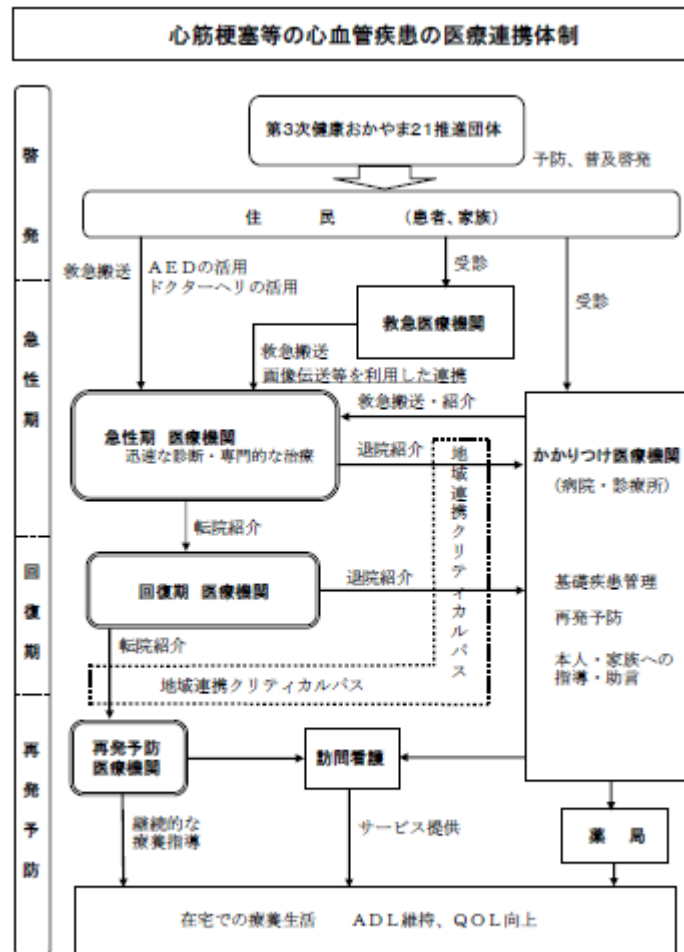 心筋梗塞等の心血管疾患の医療連携体制
啓発
第3次健康おかやま21推進団体
予防、普及啓発
住　　民　　（患者、家族）
救急搬送
ＡＥＤの活用
ドクターヘリの活用
受診
受診
急性期
救急医療機関
救急搬送
画像伝送等を利用した連携
救急搬送・紹介
急性期 医療機関
迅速な診断・専門的な治療
退院紹介
地域連携クリティカルパス
かかりつけ医療機関
（病院・診療所）
転院紹介
回復期
回復期 医療機関
退院紹介
基礎疾患管理
再発予防
本人・家族への
指導・助言
転院紹介
地域連携クリティカルパス
再発予防
再発予防
医療機関
訪問看護
継続的な
療養指導
サービス提供
薬　局
在宅での療養生活　　ＡＤＬ維持、ＱＯＬ向上